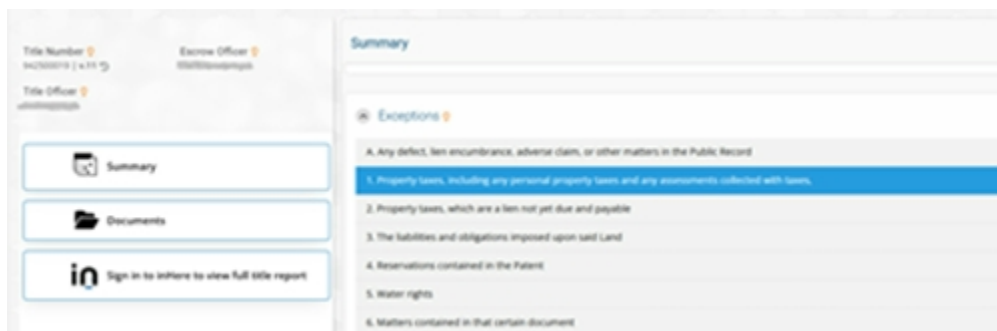 Title Number
Escrow Officer
942500019 | v.11
Title Officer
Summary
Documents
Sign in to inHere to view full title report
Summary
Exceptions
A. Any defect, lien encumbrance, adverse claim, or other matters in the Public Record
1. Property taxes, including any personal property taxes and any assessments collected with taxes.
2. Property taxes, which are a lien not yet due and payable
3. The liabilities and obligations imposed upon said Land
4. Reservations contained in the Patent
5. Water rights
6. Matters contained in that certain document